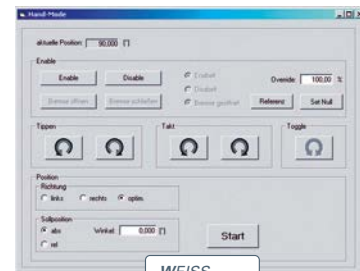 Hand-Mode
aktuelle Position: 90,000 [°]
Enable
Enable Disable Enabelt Override: 100,00 %
Disabelt
Bremse öffnen Bremse schließen Bremse geöffnet Referenz Set Null
Tippen Takt Toggle
Position
Richtung
links rechts optim.
Sollposition
abs Winkel: 0,000 [°]
rel
Start
WEISS